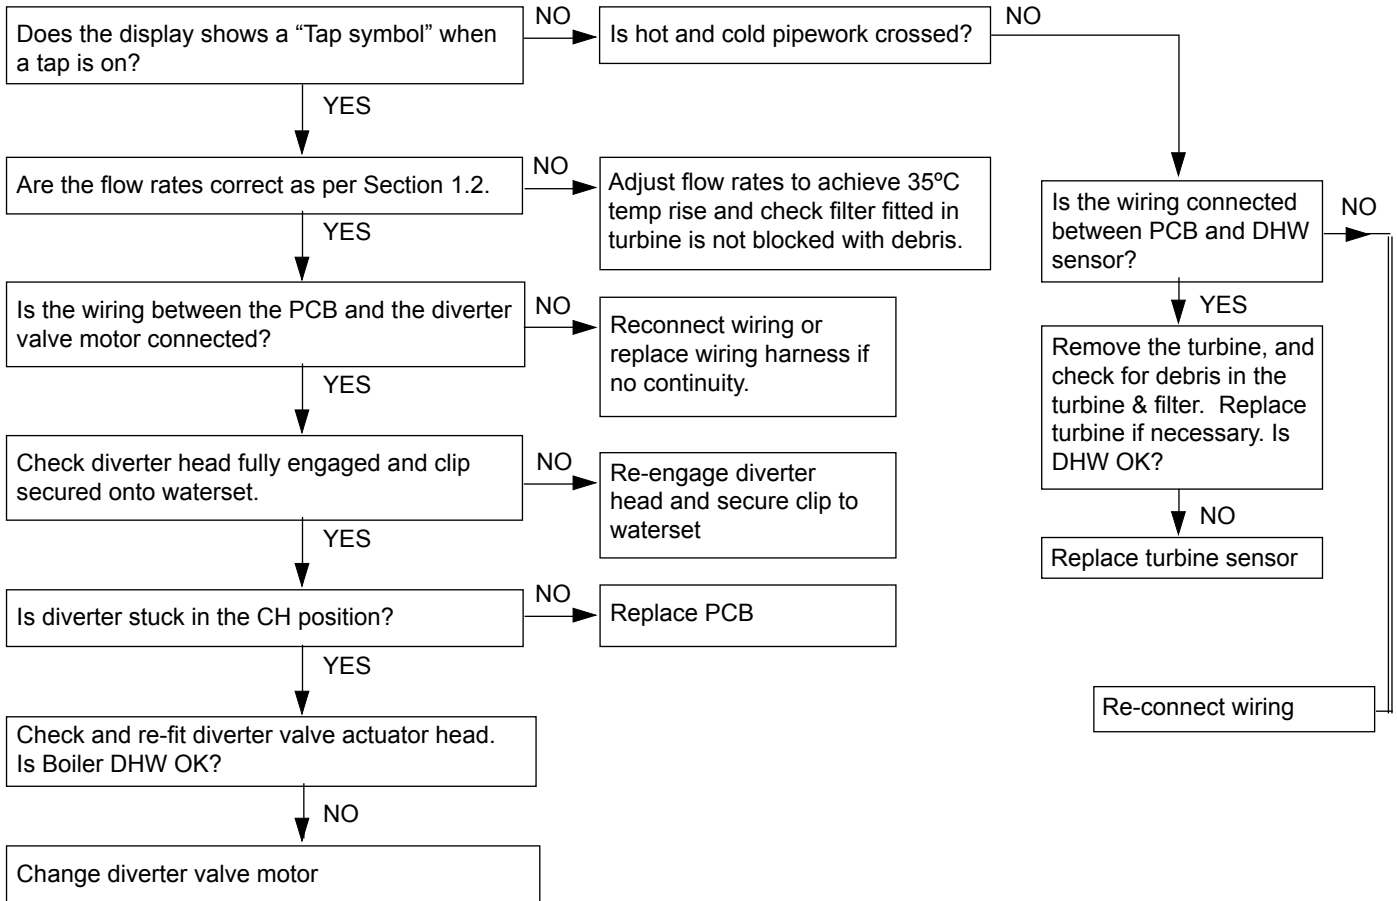 Does the display shows a “Tap symbol” when
a tap is on?
NO
Is hot and cold pipework crossed?
NO
YES
Are the flow rates correct as per Section 1.2.
NO
Adjust flow rates to achieve 35ºC
temp rise and check filter fitted in
turbine is not blocked with debris.
Is the wiring connected
between PCB and DHW
sensor?
NO
YES
Is the wiring between the PCB and the diverter
valve motor connected?
NO
Reconnect wiring or
replace wiring harness if
no continuity.
YES
Remove the turbine, and
check for debris in the
turbine & filter. Replace
turbine if necessary. Is
DHW OK?
YES
Check diverter head fully engaged and clip
secured onto waterset.
NO
Re-engage diverter
head and secure clip to
waterset
NO
Replace turbine sensor
YES
Is diverter stuck in the CH position?
NO
Replace PCB
YES
Re-connect wiring
Check and re-fit diverter valve actuator head.
Is Boiler DHW OK?
NO
Change diverter valve motor